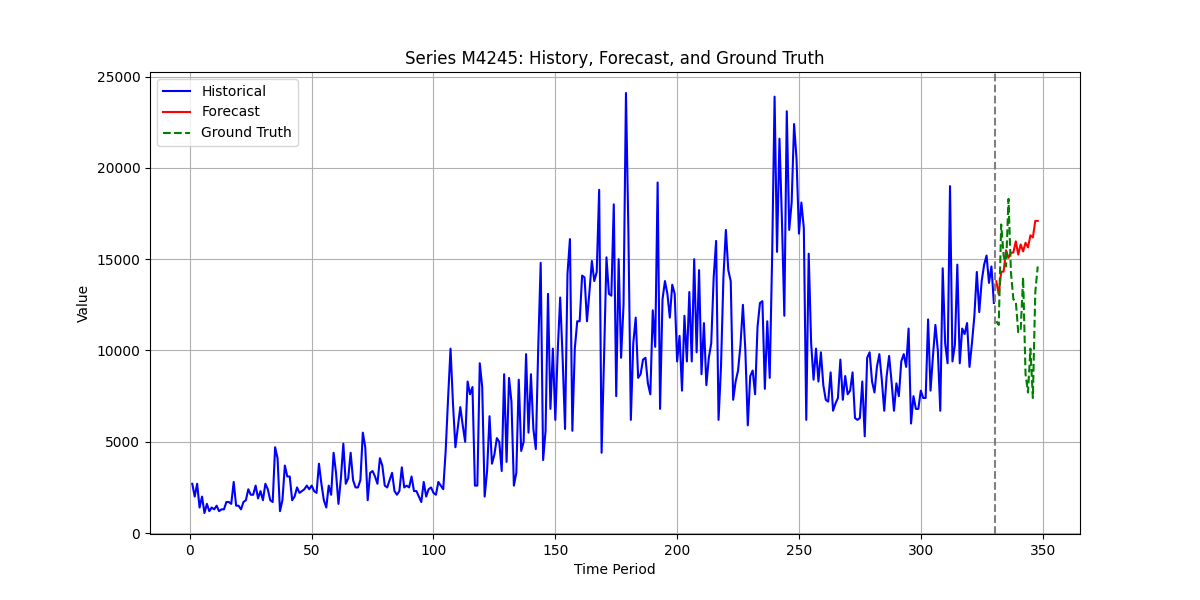 Series M4245: History, Forecast, and Ground Truth
Historical
Forecast
Ground Truth
25000
20000
15000
10000
5000
0
Value
0 50 100 150 200 250 300 350
Time Period